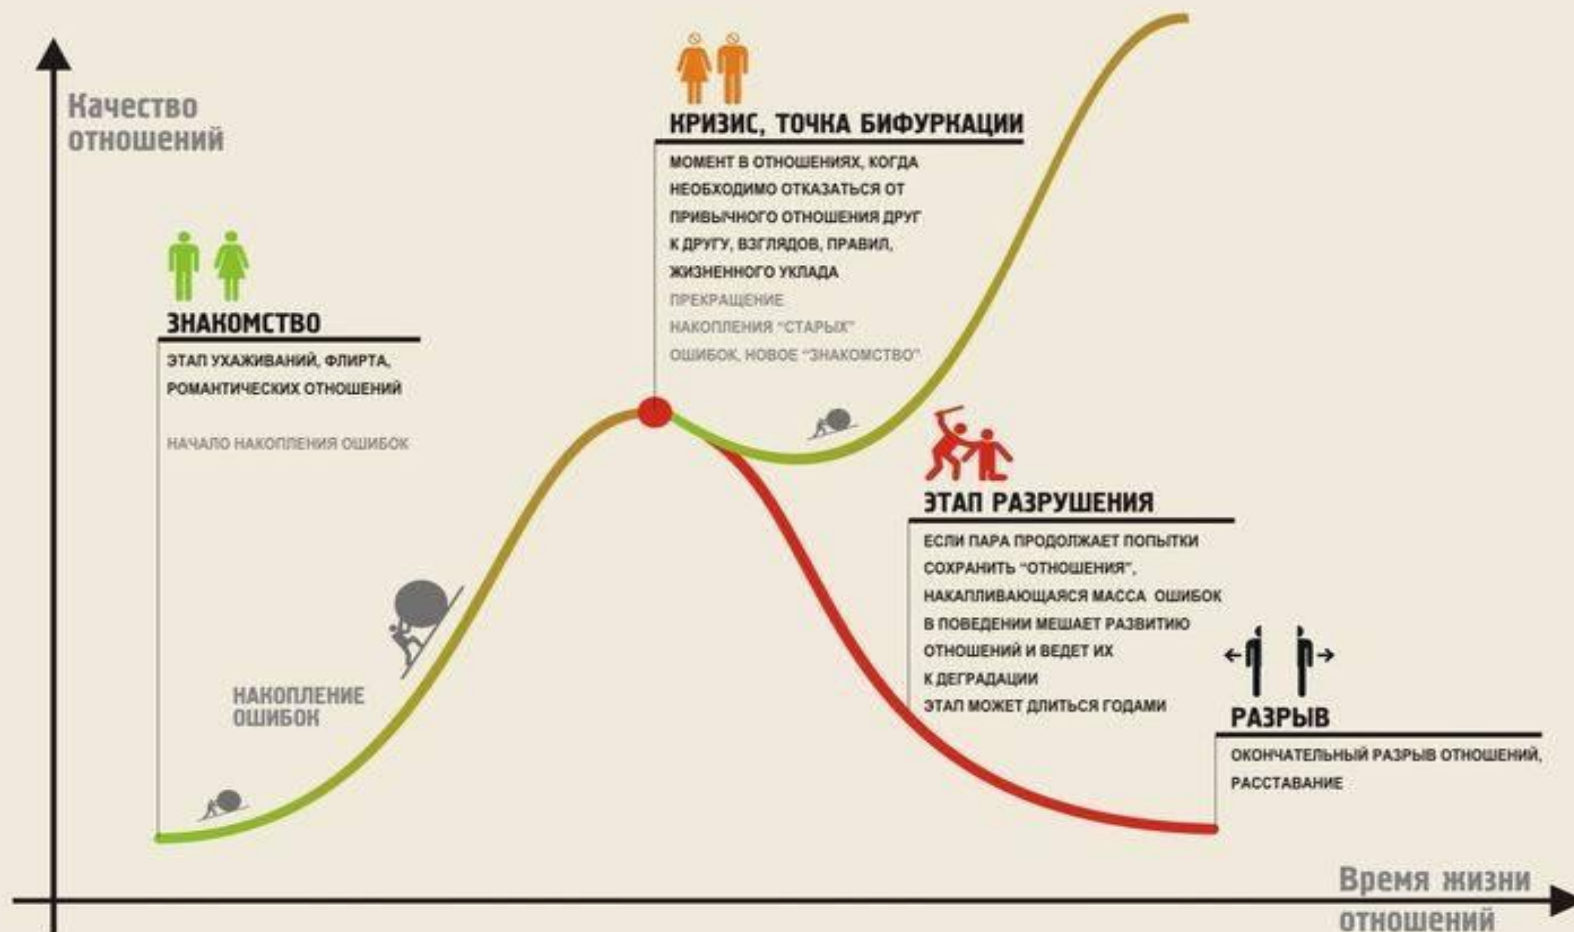 Качество
отношений
ЗНАКОМСТВО
ЭТАП УХАЖИВАНИЙ, ФЛИРТА,
РОМАНТИЧЕСКИХ ОТНОШЕНИЙ
НАЧАЛО НАКОПЛЕНИЯ ОШИБОК
НАКОПЛЕНИЕ
ОШИБОК
КРИЗИС, ТОЧКА БИФУРКАЦИИ
МОМЕНТ В ОТНОШЕНИЯХ, КОГДА
НЕОБХОДИМО ОТКАЗАТЬСЯ ОТ
ПРИВЫЧНОГО ОТНОШЕНИЯ ДРУГ
К ДРУГУ, ВЗГЛЯДОВ, ПРАВИЛ,
ЖИЗНЕННОГО УКЛАДА
ПРЕКРАЩЕНИЕ
НАКОПЛЕНИЯ "СТАРЫХ"
ОШИБОК, НОВОЕ "ЗНАКОМСТВО"
ЭТАП РАЗРУШЕНИЯ
ЕСЛИ ПАРА ПРОДОЛЖАЕТ ПОПЫТКИ
СОХРАНИТЬ "ОТНОШЕНИЯ",
НАКАПЛИВАЮЩАЯСЯ МАССА ОШИБОК
В ПОВЕДЕНИИ МЕШАЕТ РАЗВИТИЮ
ОТНОШЕНИЙ И ВЕДЕТ ИХ
К ДЕГРАДАЦИИ
ЭТАП МОЖЕТ ДЛИТЬСЯ ГОДАМИ
РАЗРЫВ
ОКОНЧАТЕЛЬНЫЙ РАЗРЫВ ОТНОШЕНИЙ,
РАССТАВАНИЕ
Время жизни
отношений